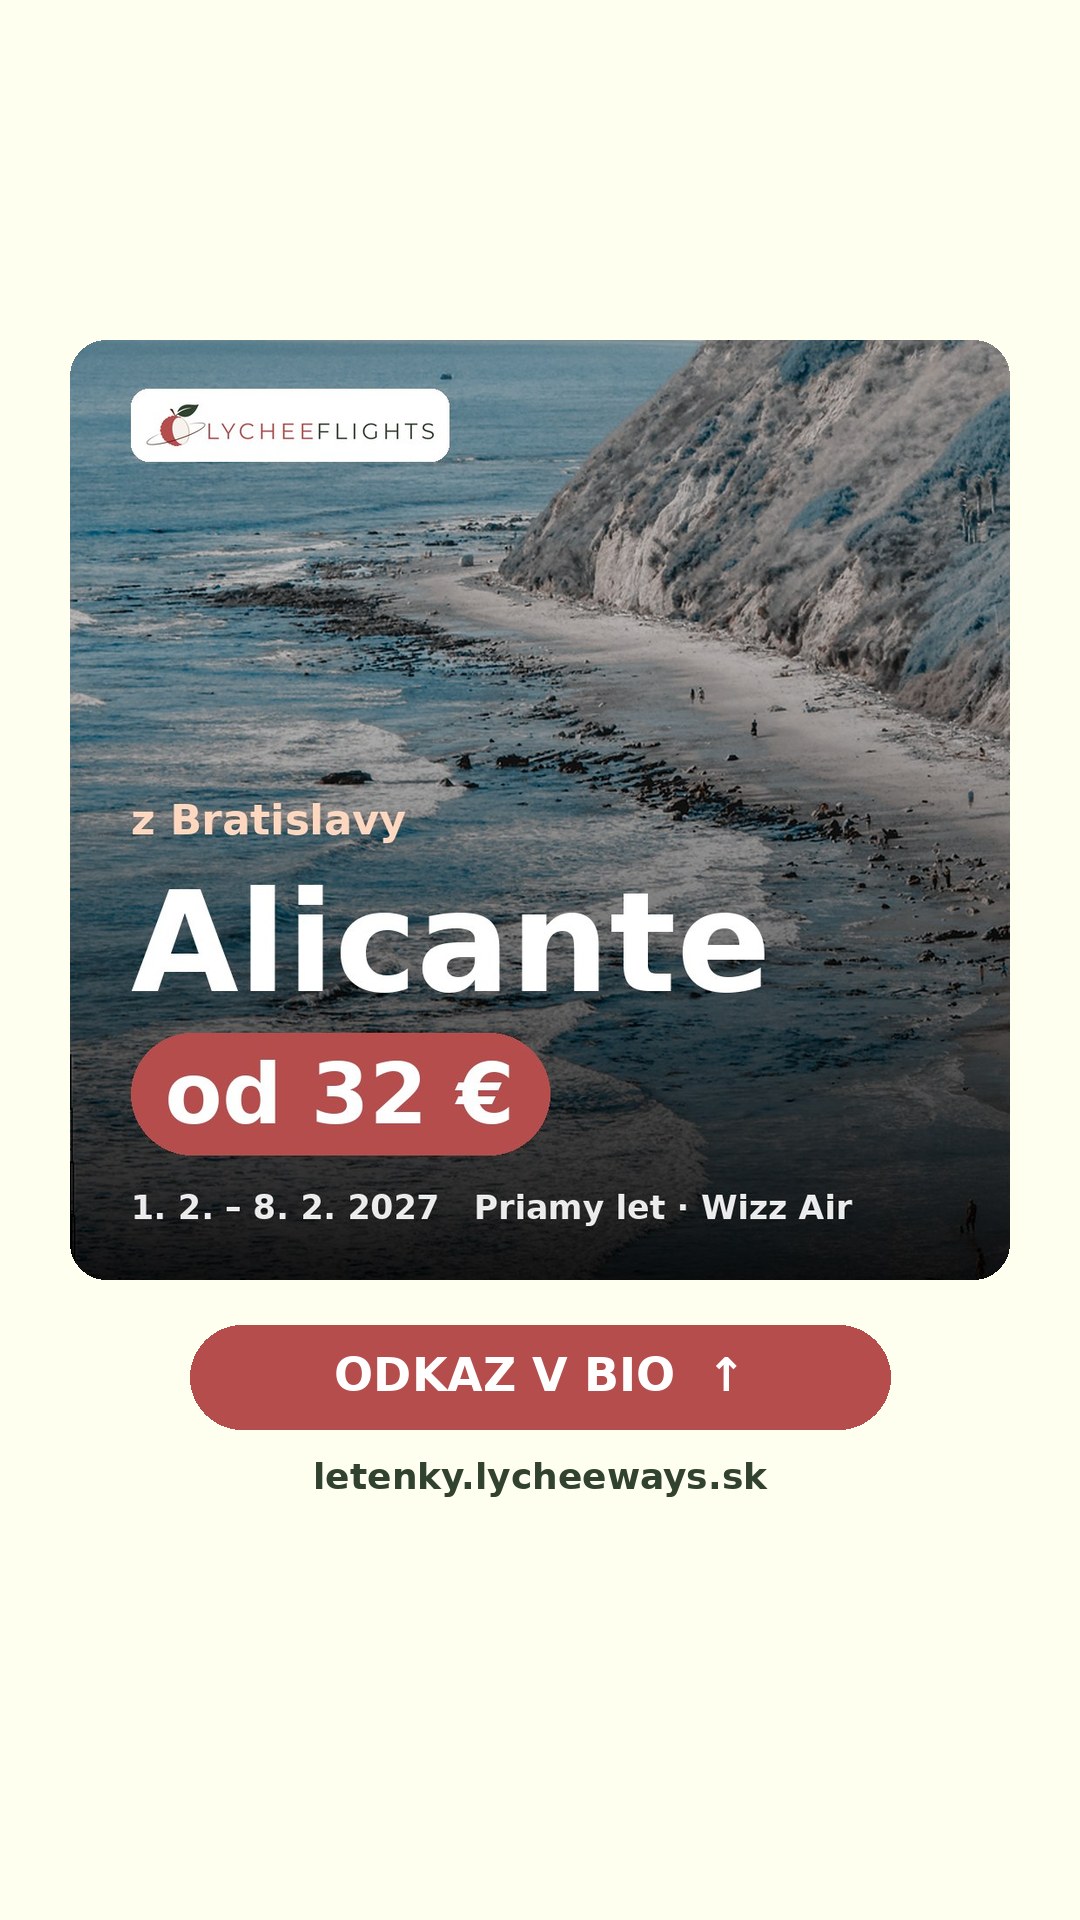 LYCHEEFLIGHTS
z Bratislavy
Alicante
od 32 €
1. 2. – 8. 2. 2027 Priamy let · Wizz Air
ODKAZ V BIO ↑
letenky.lycheeways.sk